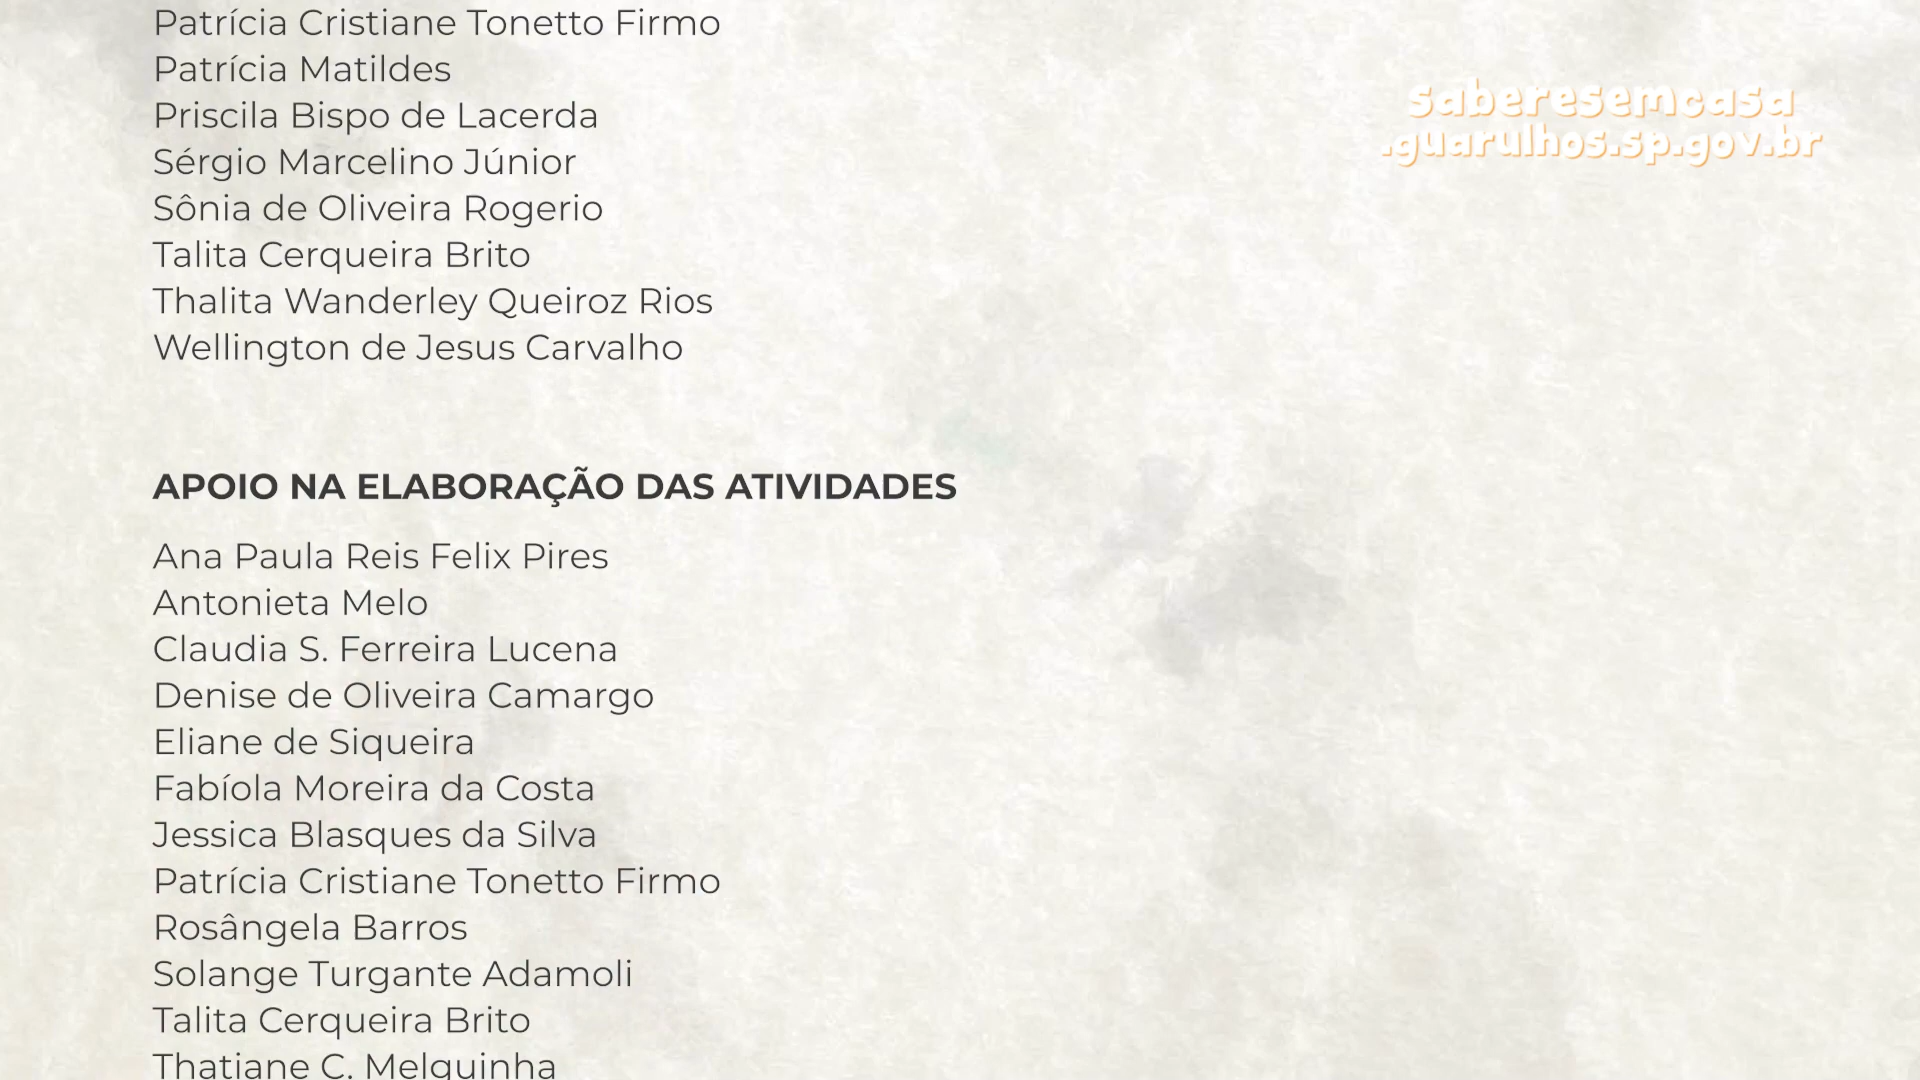 Patrícia Cristiane Tonetto Firmo
Patrícia Matildes
Priscila Bispo de Lacerda
Sérgio Marcelino Júnior
Sônia de Oliveira Rogerio
Talita Cerqueira Brito
Thalita Wanderley Queiroz Rios
Wellington de Jesus Carvalho
saberesemcasa
.guarulhos.sp.gov.br
APOIO NA ELABORAÇÃO DAS ATIVIDADES
Ana Paula Reis Felix Pires
Antonieta Melo
Claudia S. Ferreira Lucena
Denise de Oliveira Camargo
Eliane de Siqueira
Fabíola Moreira da Costa
Jessica Blasques da Silva
Patrícia Cristiane Tonetto Firmo
Rosângela Barros
Solange Turgante Adamoli
Talita Cerqueira Brito
Thatiane C. Melquinha